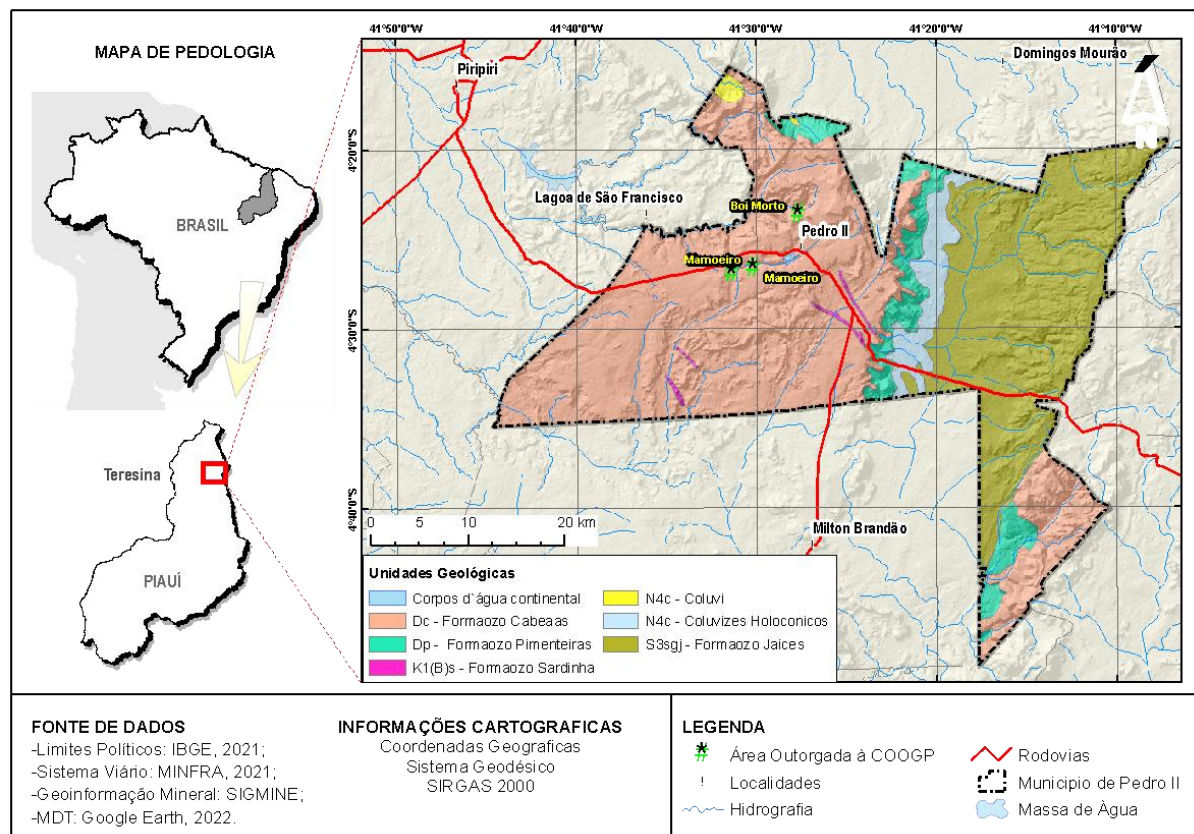 MAPA DE PEDOLOGIA
BRASIL
Teresina
PIAUÍ
41°50'0"S
41°40'0"S
41°30'0"S
41°20'0"S
41°10'0"S
4°20'0"S
4°30'0"S
4°40'0"S
Piripiri
Domingos Mourão
Lagoa de São Francisco
Boi Morto
Pedro II
Mamoeiro
Mamoeiro
Milton Brandão
N
0 5 10 20 km
Unidades Geológicas
Corpos d`água continental
Dc - Formaozo Cabeaas
Dp - Formaozo Pimenteiras
K1(B)s - Formaozo Sardinha
N4c - Coluvi
N4c - Coluvizes Holoconicos
S3sgj - Formaozo Jaices
FONTE DE DADOS
-Limites Políticos: IBGE, 2021;
-Sistema Viário: MINFRA, 2021;
-Geoinformação Mineral: SIGMINE;
-MDT: Google Earth, 2022.
INFORMAÇÕES CARTOGRAFICAS
Coordenadas Geograficas
Sistema Geodésico
SIRGAS 2000
LEGENDA
Área Outorgada à COOGP
Localidades
Hidrografia
Rodovias
Municipio de Pedro II
Massa de Àgua